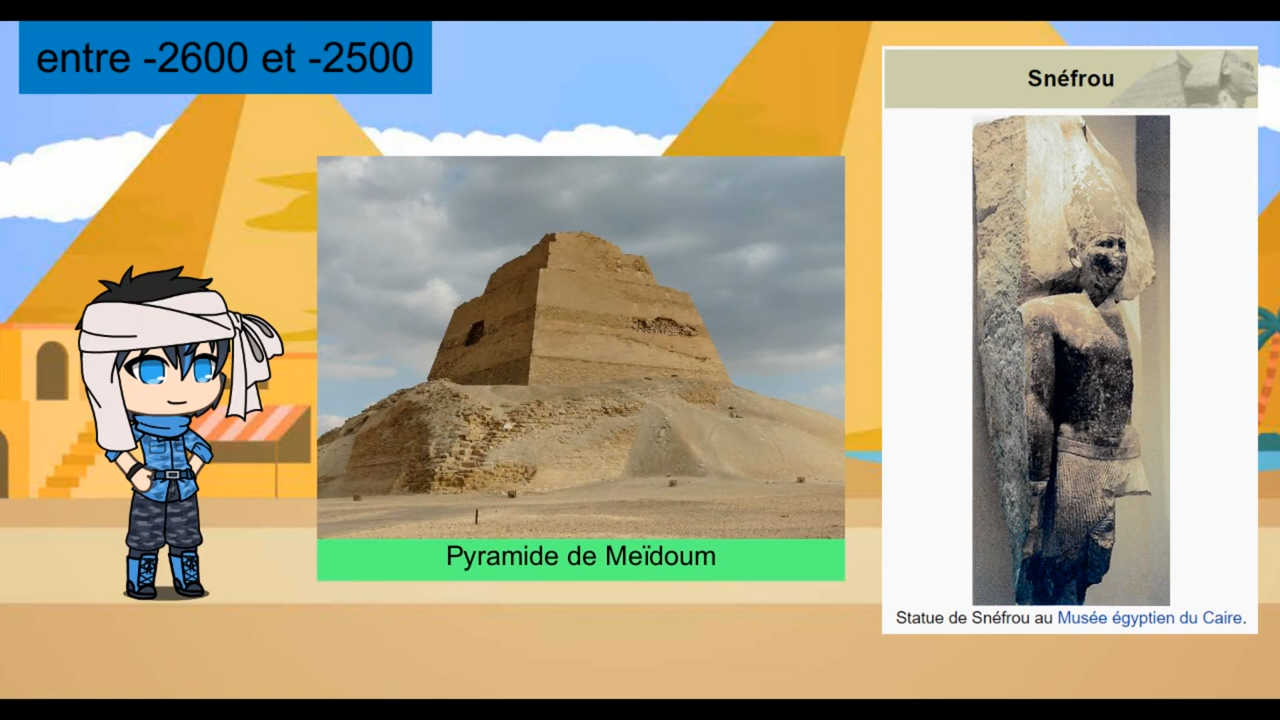 entre -2600 et -2500
Snéfrou
Pyramide de Meïdoum
Statue de Snéfrou au Musée égyptien du Caire.